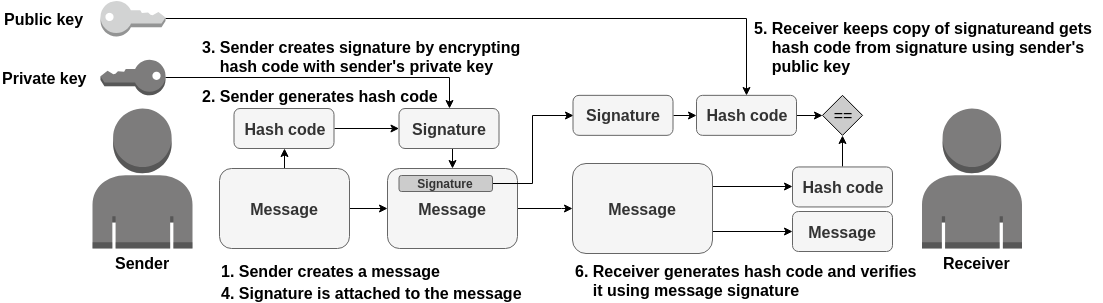 Public key
5. Receiver keeps copy of signatureand gets
hash code from signature using sender's
public key
3. Sender creates signature by encrypting
hash code with sender's private key
Private key
2. Sender generates hash code
Hash code
Signature
Signature
Hash code
==
Signature
Message
Message
Message
Hash code
Message
Sender
Receiver
1. Sender creates a message
4. Signature is attached to the message
6. Receiver generates hash code and verifies
it using message signature